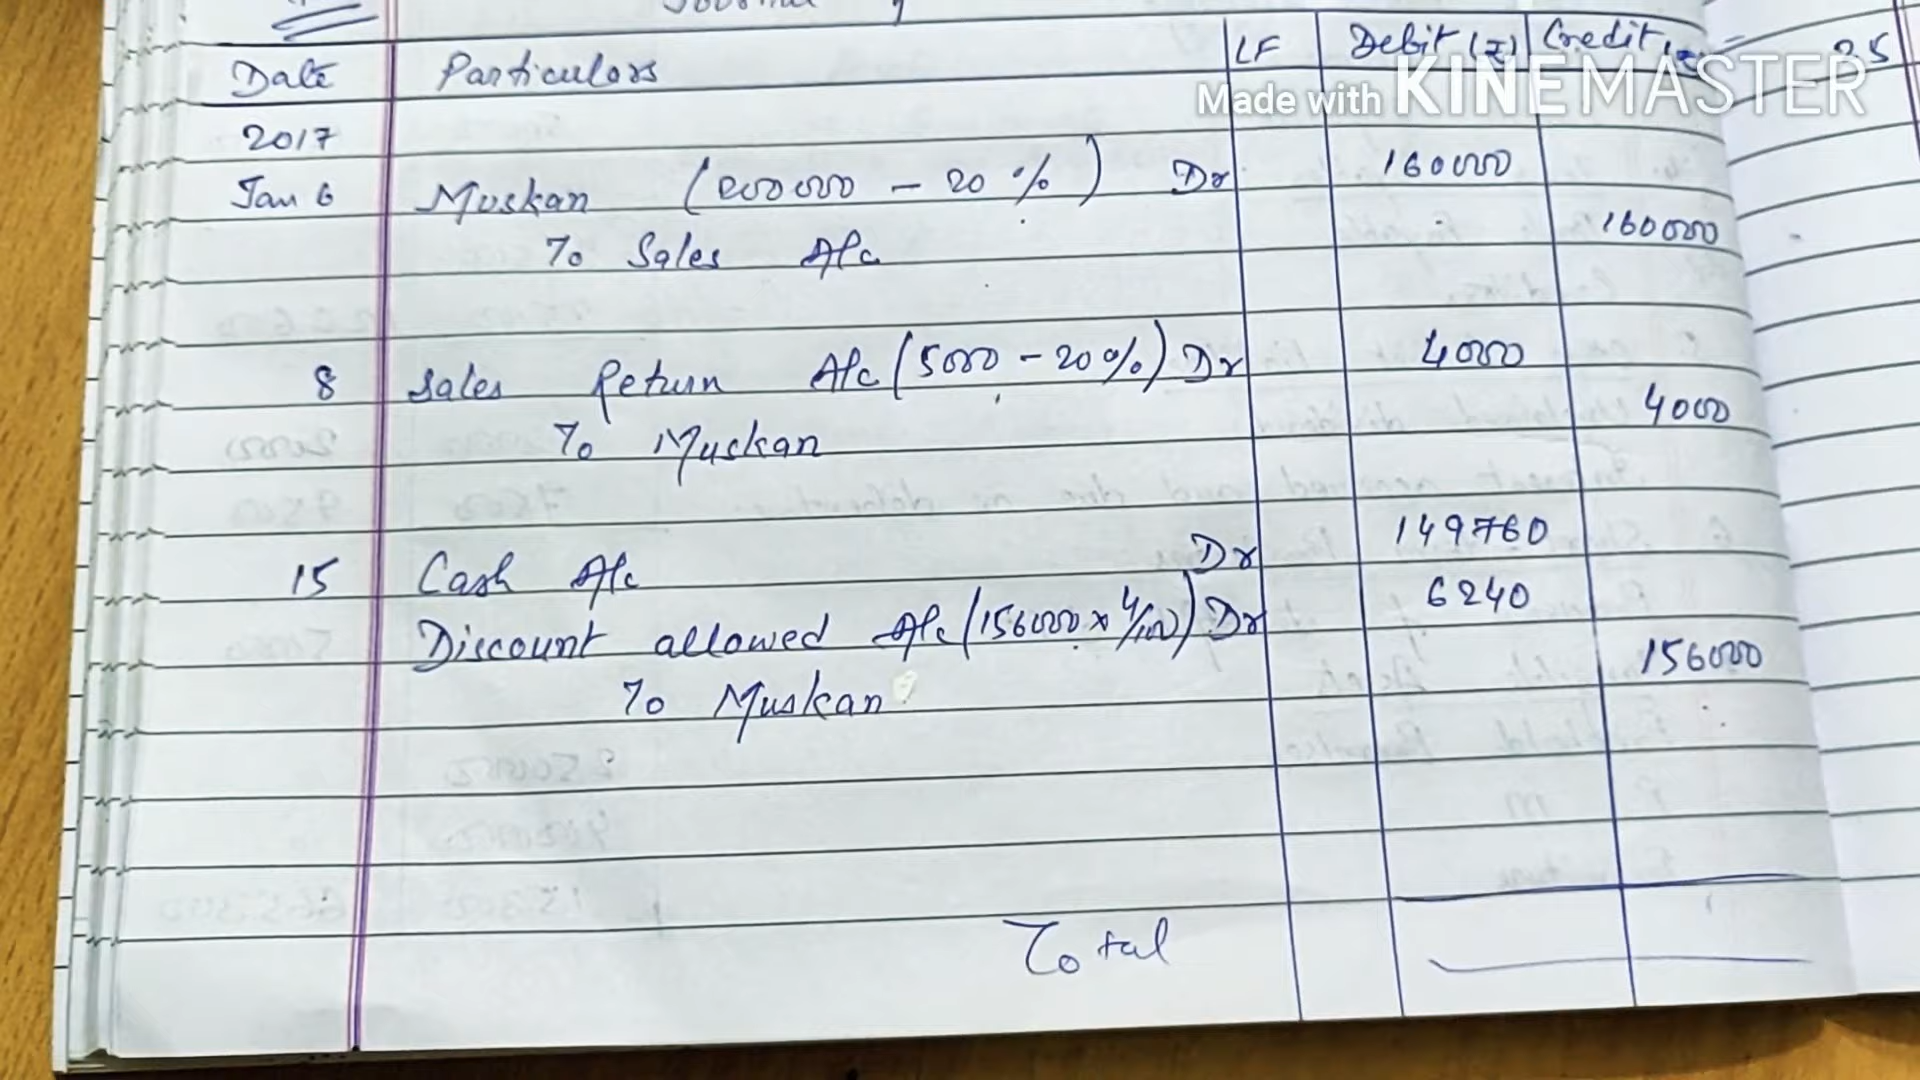 Date Particulars LF Debit (₹) Credit (₹)
Made with KINEMASTER
2017
Jan 6 Muskan (200000 - 20%) Dr 160000
To Sales A/c 160000
8 Sales Return A/c (5000 - 20%) Dr 4000
To Muskan 4000
15 Cash A/c Dr 149760
Discount allowed A/c (156000 x 4/100) Dr 6240
To Muskan 156000
Total